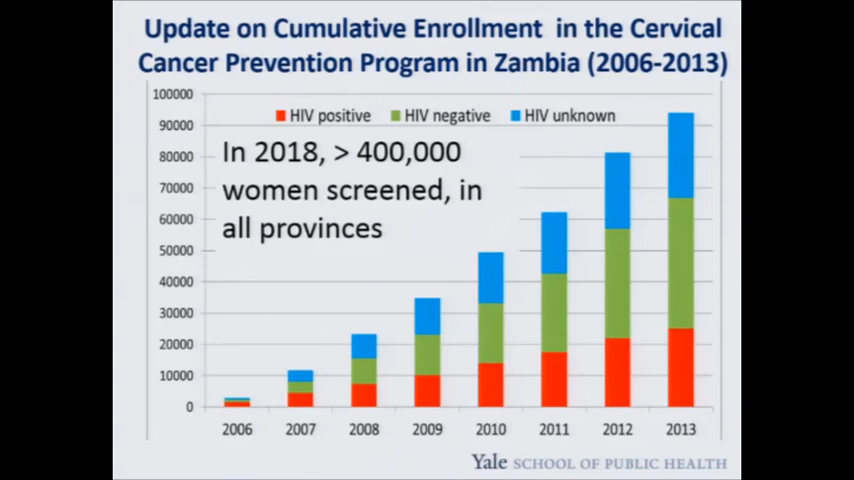 Update on Cumulative Enrollment in the Cervical
Cancer Prevention Program in Zambia (2006-2013)
100000
HIV positive HIV negative HIV unknown
90000
In 2018, > 400,000
80000
women screened, in
70000
all provinces
60000
50000
40000
30000
20000
10000
0
2006 2007 2008 2009 2010 2011 2012 2013
Yale SCHOOL OF PUBLIC HEALTH